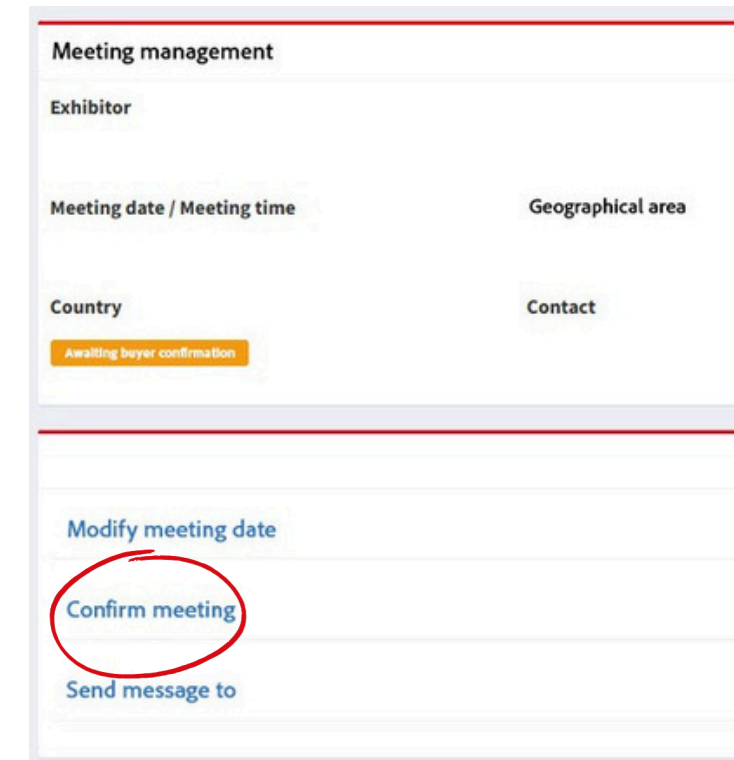 Meeting management
Exhibitor
Meeting date / Meeting time
Geographical area
Country
Contact
Awaiting buyer confirmation
Modify meeting date
Confirm meeting
Send message to